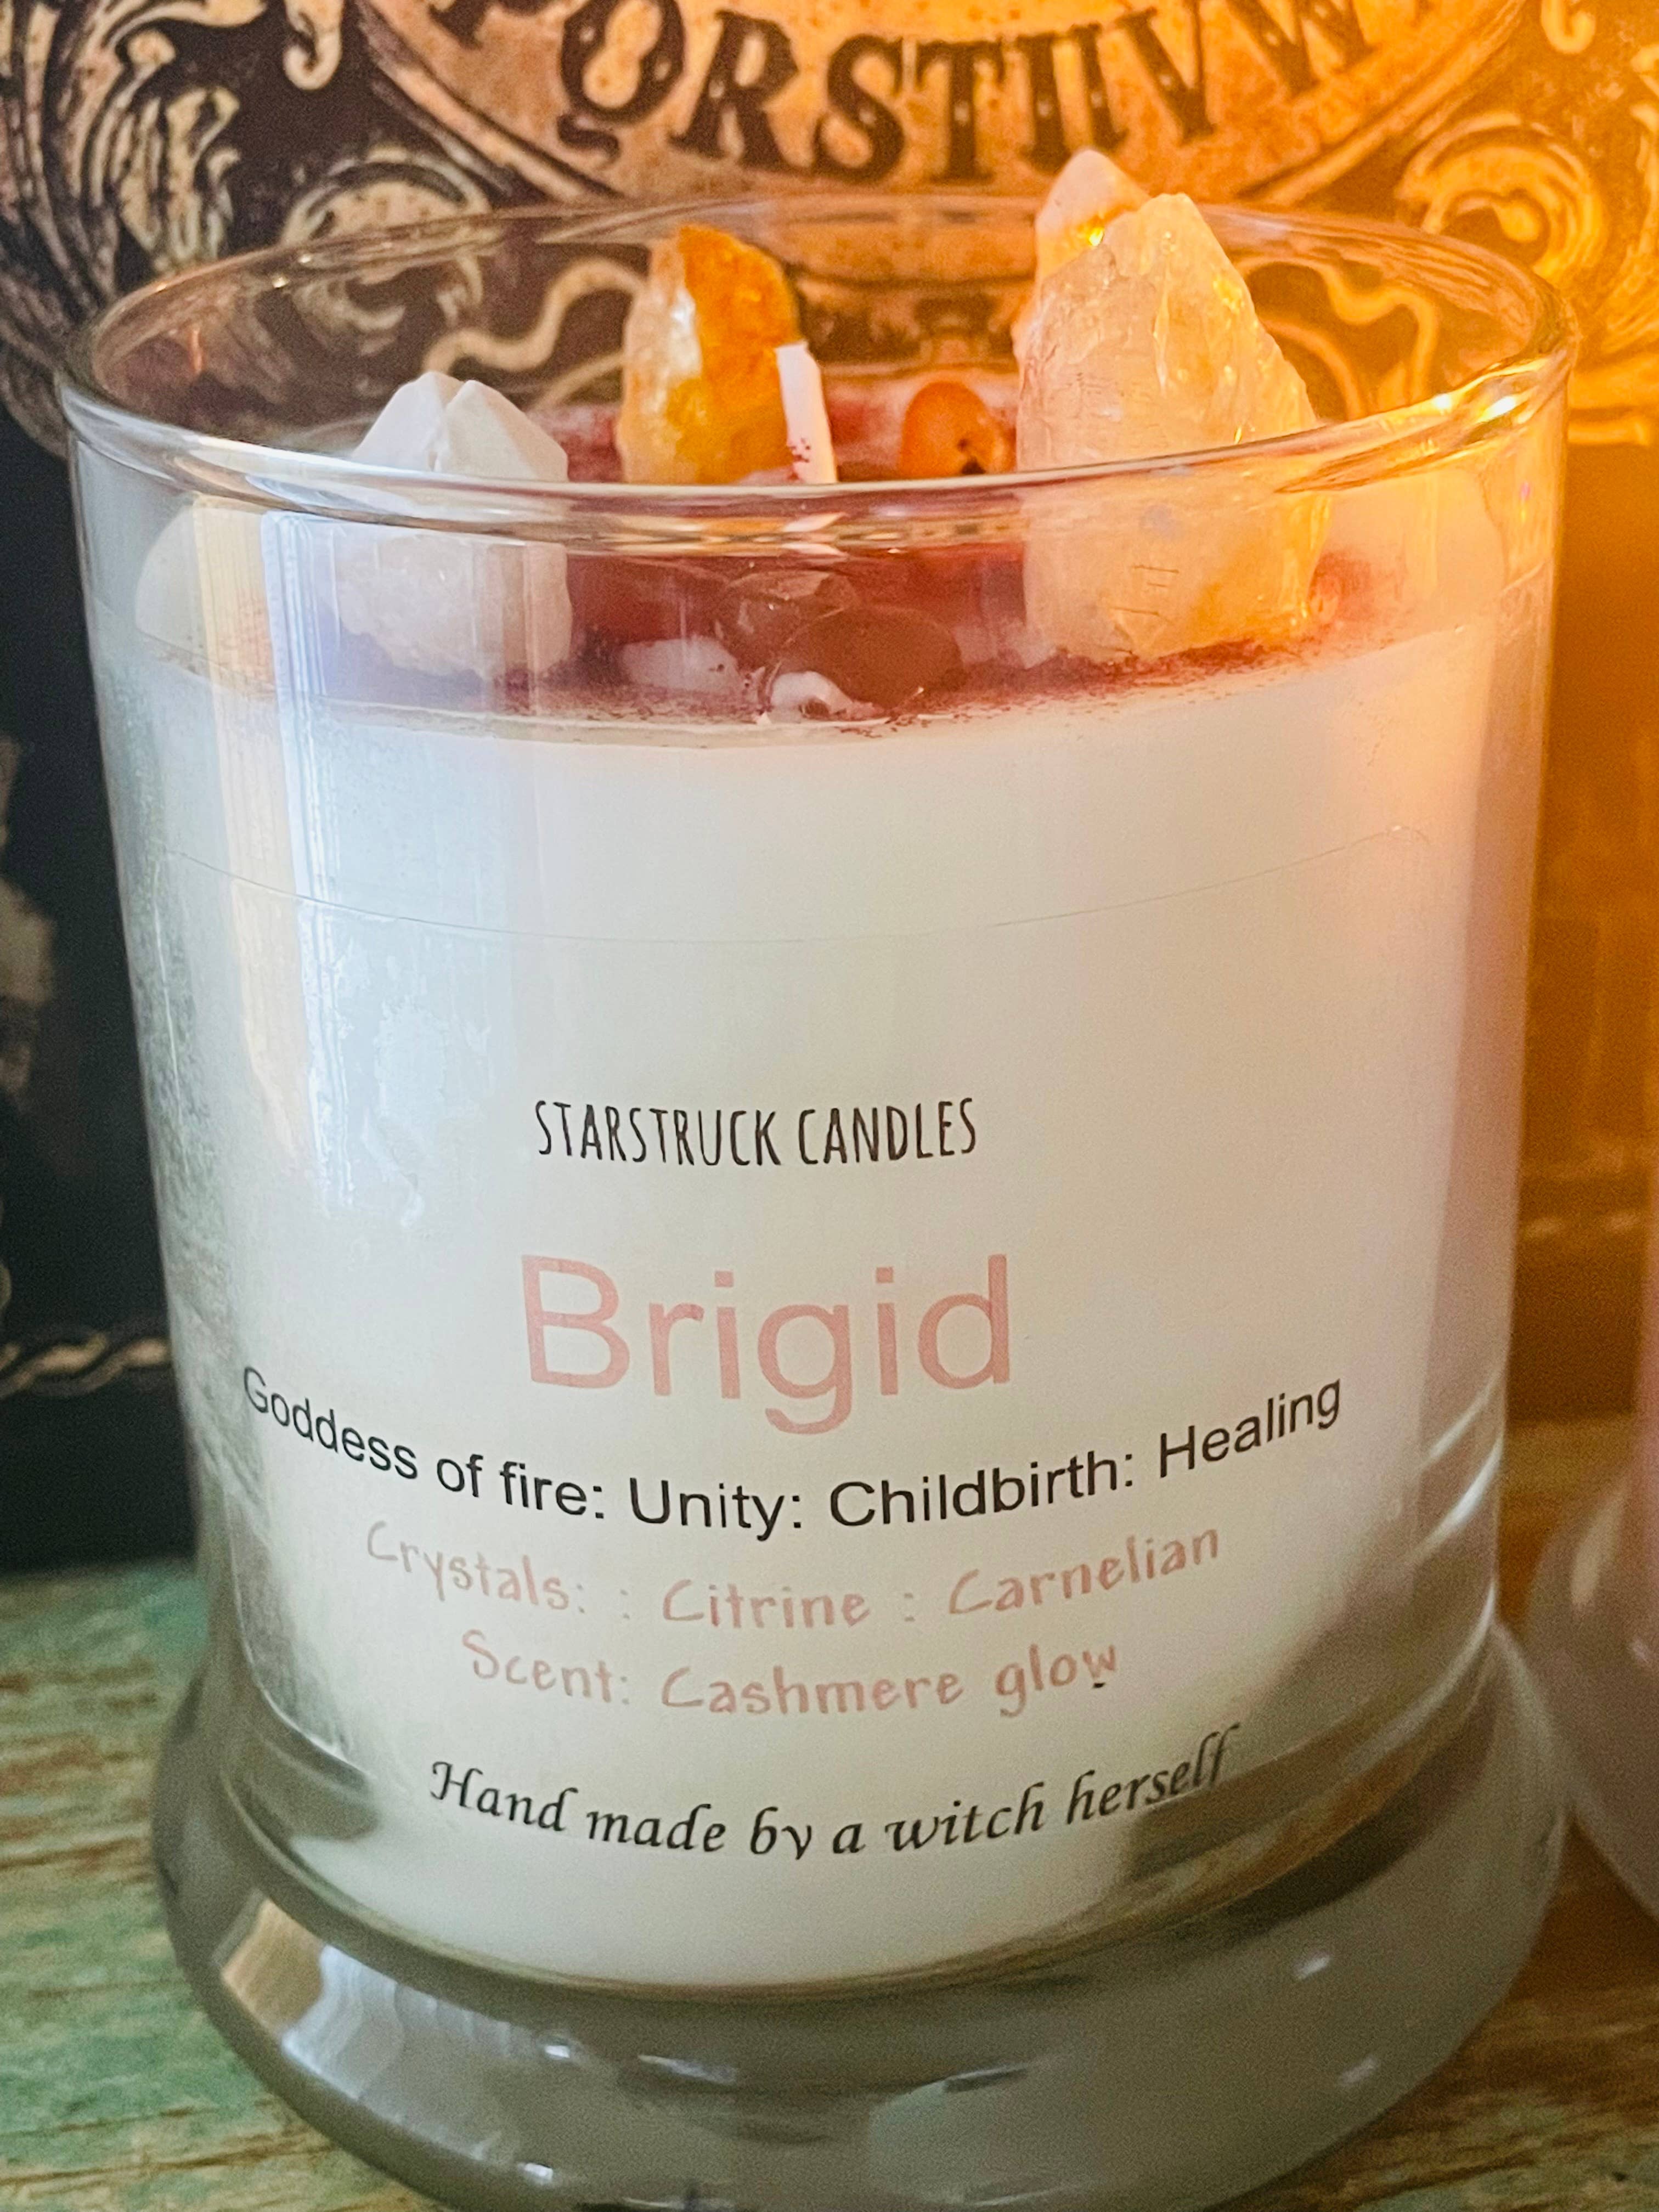 QRSTUVW
STARSTRUCK CANDLES
Brigid
Goddess of fire: Unity: Childbirth: Healing
Crystals: : Citrine : Carnelian
Scent: Cashmere glow
Hand made by a witch herself